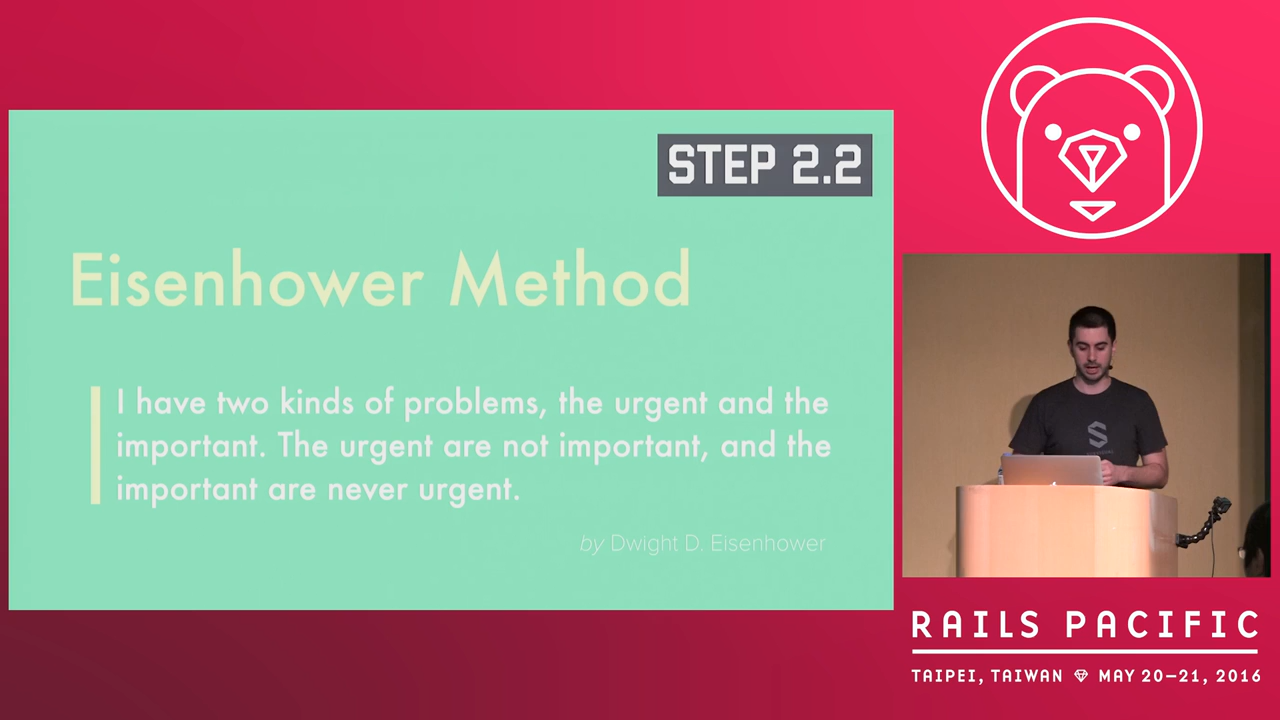 STEP 2.2
Eisenhower Method
I have two kinds of problems, the urgent and the
important. The urgent are not important, and the
important are never urgent.
by Dwight D. Eisenhower
RAILS PACIFIC
TAIPEI, TAIWAN MAY 20–21, 2016